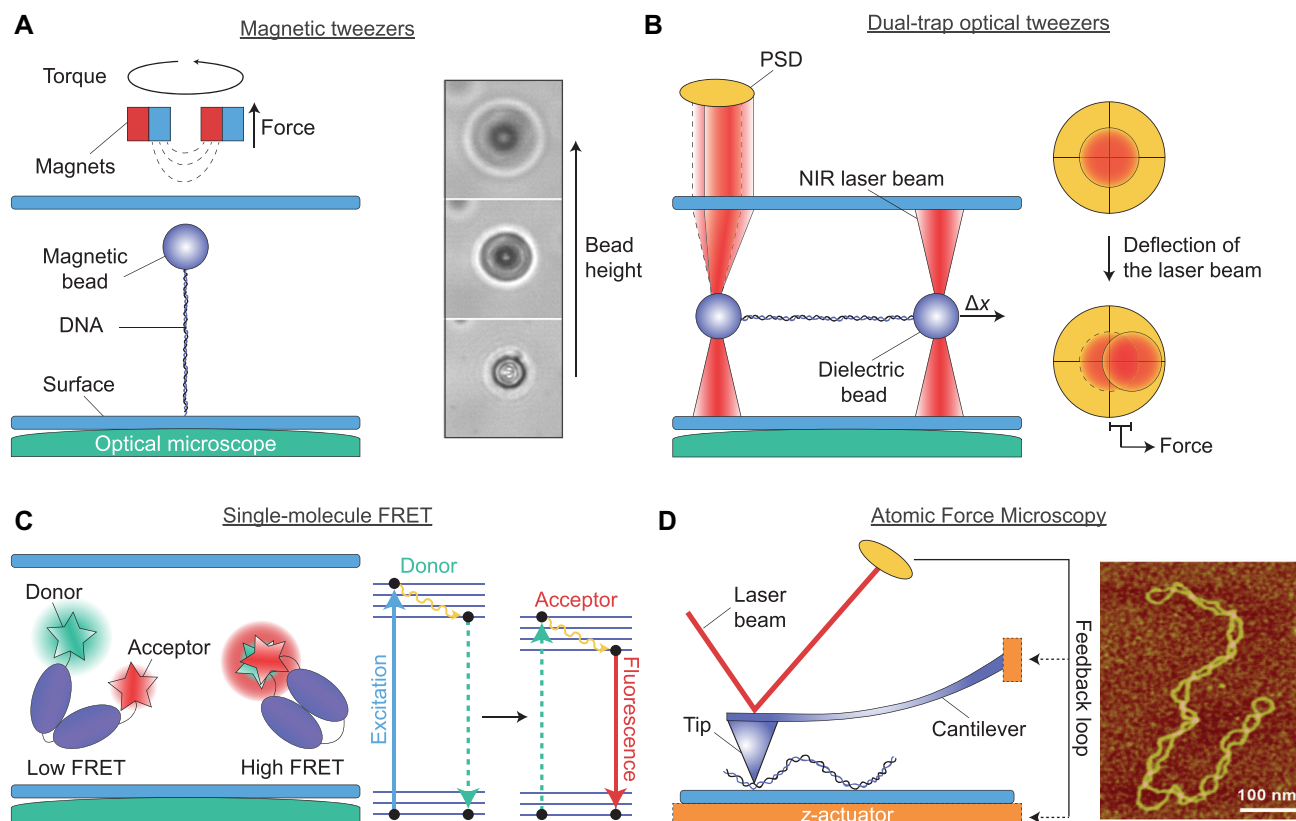 A
Magnetic tweezers
Torque
Force
Magnets
Magnetic
bead
DNA
Surface
Optical microscope
Bead
height
B
Dual-trap optical tweezers
PSD
NIR laser beam
Δx
Dielectric
bead
Deflection of
the laser beam
Force
C
Single-molecule FRET
Donor
Acceptor
Low FRET
High FRET
Donor
Excitation
Acceptor
Fluorescence
D
Atomic Force Microscopy
Laser
beam
Tip
Cantilever
Feedback loop
z-actuator
100 nm